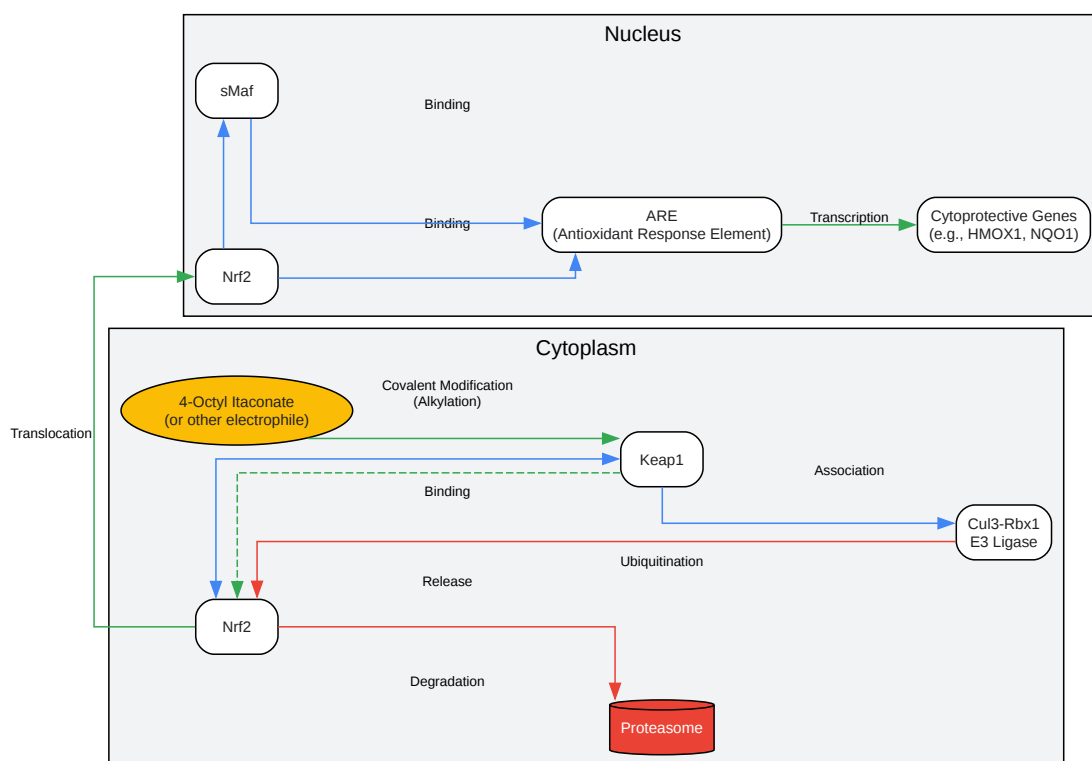 Nucleus
sMaf
Binding
Binding
ARE
(Antioxidant Response Element)
Transcription
Cytoprotective Genes
(e.g., HMOX1, NQO1)
Nrf2
Cytoplasm
4-Octyl Itaconate
(or other electrophile)
Covalent Modification
(Alkylation)
Translocation
Keap1
Association
Binding
Cul3-Rbx1
E3 Ligase
Ubiquitination
Release
Nrf2
Degradation
Proteasome